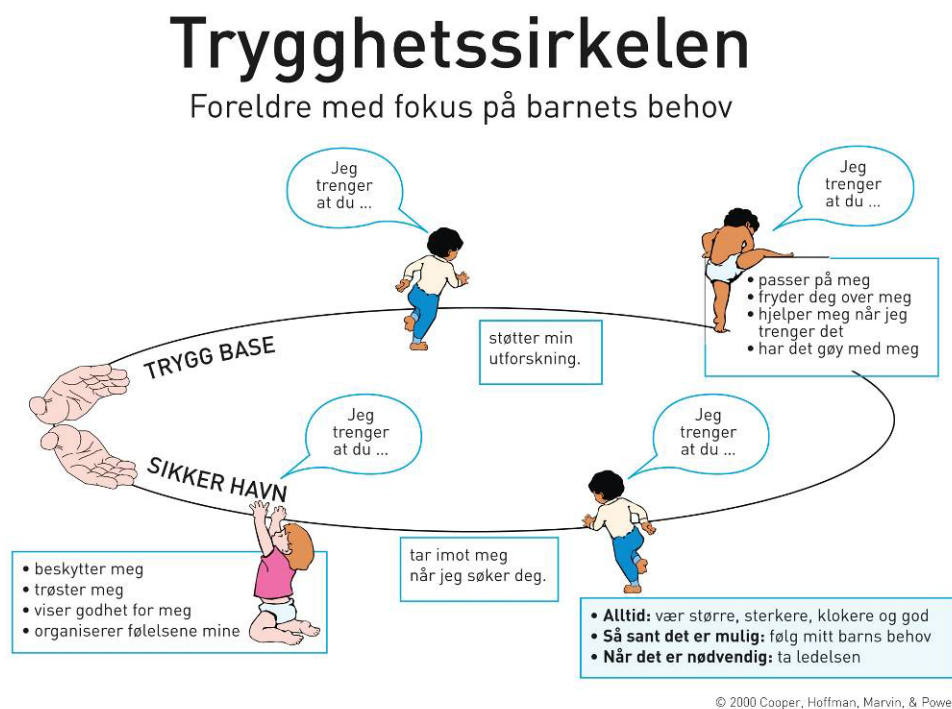 Trygghetssirkelen
Foreldre med fokus på barnets behov
Jeg
trenger
at du ...
Jeg
trenger
at du ...
• passer på meg
• fryder deg over meg
• hjelper meg når jeg
trenger det
• har det gøy med meg
støtter min
utforskning.
TRYGG BASE
SIKKER HAVN
Jeg
trenger
at du ...
Jeg
trenger
at du ...
tar imot meg
når jeg søker deg.
• beskytter meg
• trøster meg
• viser godhet for meg
• organiserer følelsene mine
• Alltid: vær større, sterkere, klokere og god
• Så sant det er mulig: følg mitt barns behov
• Når det er nødvendig: ta ledelsen
© 2000 Cooper, Hoffman, Marvin, & Powe